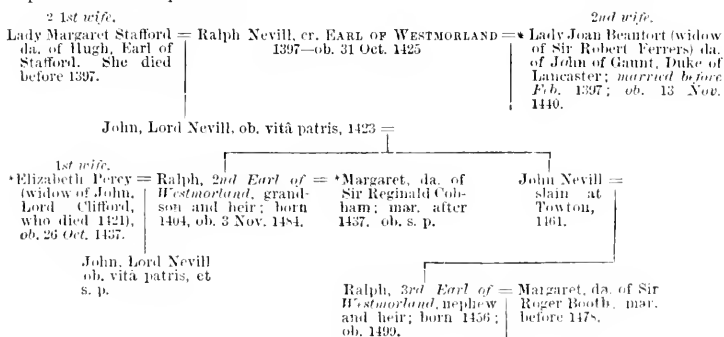 2 1st wife.
Lady Margaret Stafford
da. of Hugh, Earl of
Stafford. She died
before 1397.
= Ralph Nevill, cr. EARL OF WESTMORLAND =
1397—ob. 31 Oct. 1425
2nd wife.
* Lady Joan Beaufort (widow
of Sir Robert Ferrers) da.
of John of Gaunt, Duke of
Lancaster; married before
Feb. 1397; ob. 13 Nov.
1440.
John, Lord Nevill, ob. vitâ patris, 1423 =
1st wife.
*Elizabeth Percy =
(widow of John,
Lord Clifford,
who died 1421),
ob. 26 Oct. 1437.
Ralph, 2nd Earl of =
Westmorland, grand-
son and heir; born
1404, ob. 3 Nov. 1484.
*Margaret, da. of
Sir Reginald Cob-
ham; mar. after
1437. ob. s. p.
John Nevill =
slain at
Towton,
1461.
John, Lord Nevill
ob. vitâ patris, et
s. p.
Ralph, 3rd Earl of =
Westmorland, nephew
and heir; born 1456;
ob. 1499.
Margaret, da. of Sir
Roger Booth, mar.
before 1478.